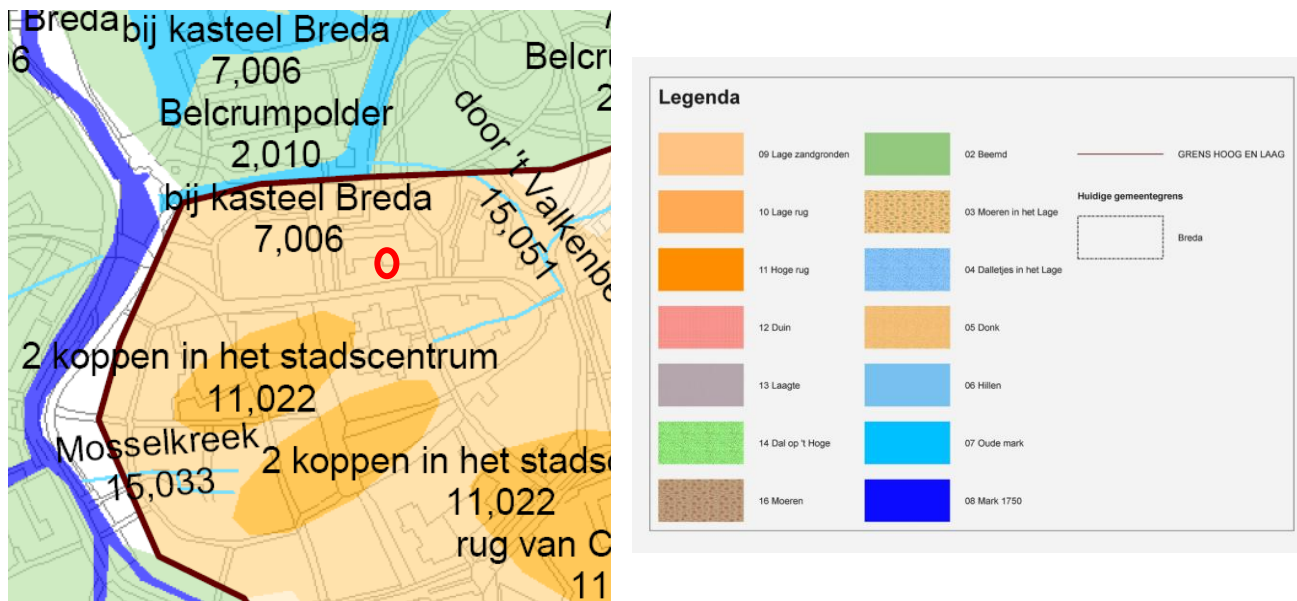 Breda
bij kasteel Breda
7,006
6
Belcru
2
Belcrumpolder
2,010
door 't Valkenbe
15,051
bij kasteel Breda
7,006
2 koppen in het stadscentrum
11,022
Mosselkreek
15,033
2 koppen in het stads
11,022
rug van C
11
Legenda
09 Lage zandgronden
10 Lage rug
11 Hoge rug
12 Duin
13 Laagte
14 Dal op 't Hoge
16 Moeren
02 Beemd
03 Moeren in het Lage
04 Dalletjes in het Lage
05 Donk
06 Hillen
07 Oude mark
08 Mark 1750
GRENS HOOG EN LAAG
Huidige gemeentegrens
Breda